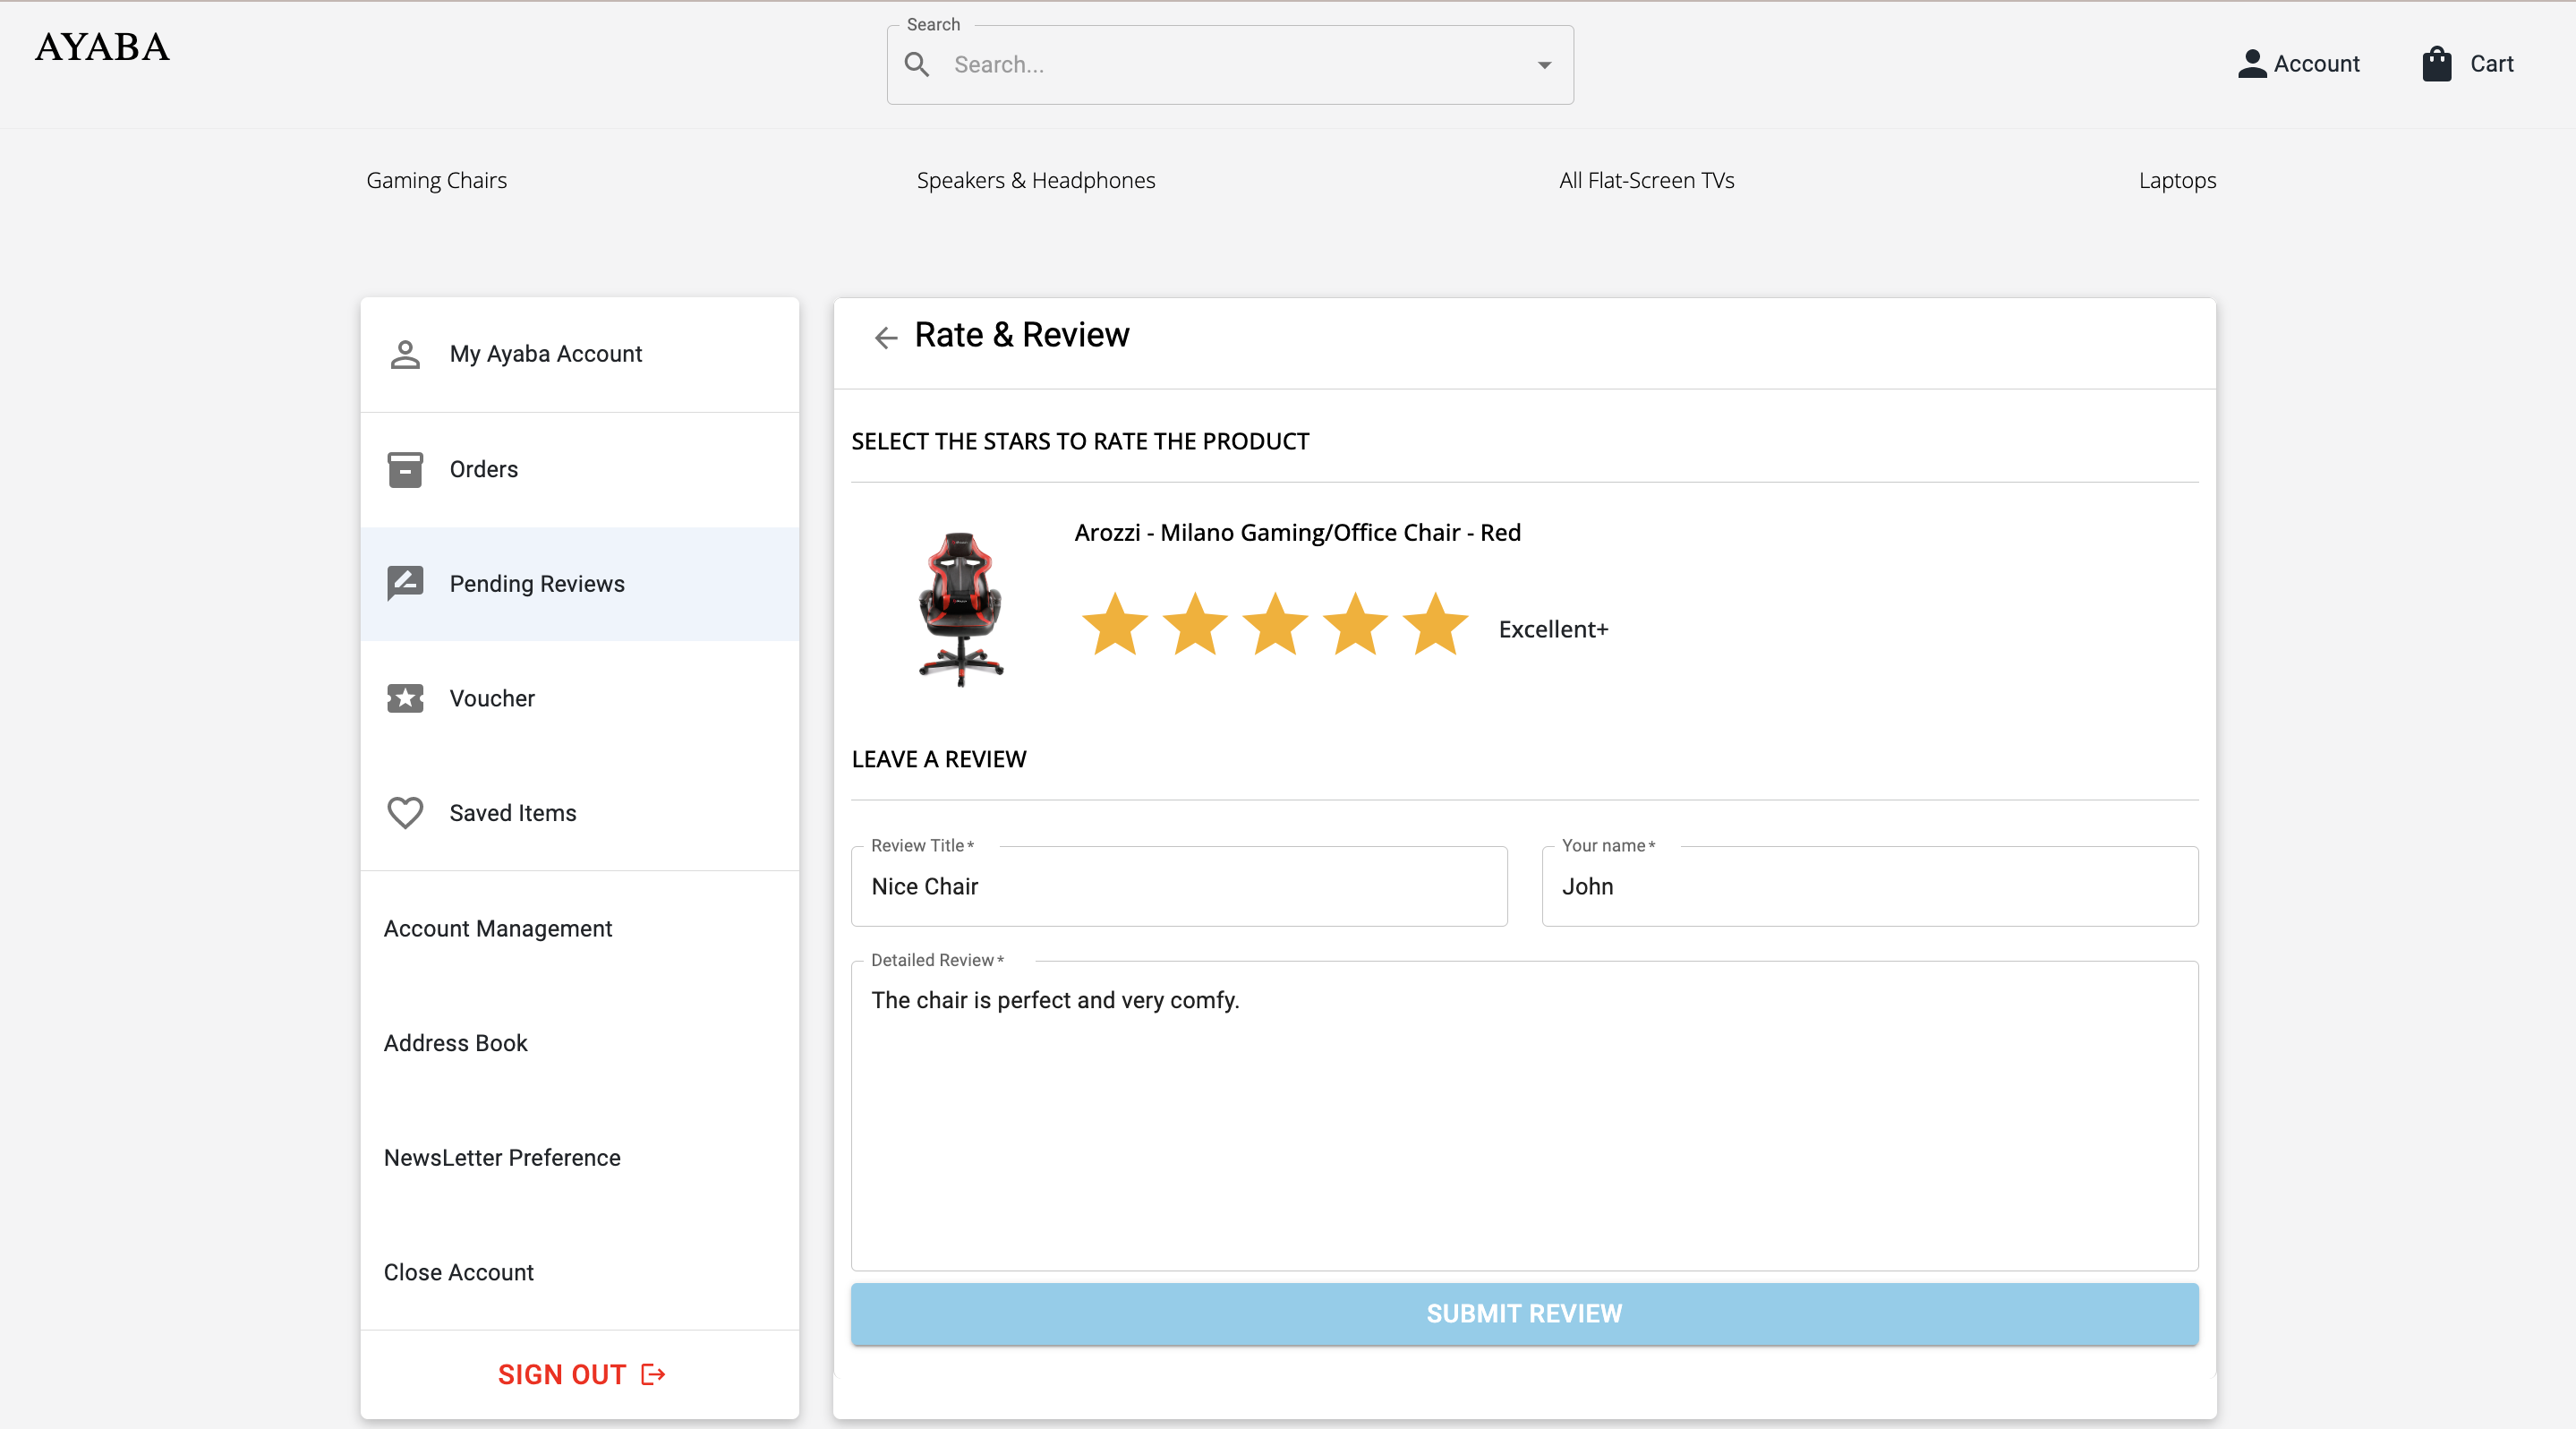 AYABA
Search
Search...
Account
Cart
Gaming Chairs
Speakers & Headphones
All Flat-Screen TVs
Laptops
My Ayaba Account
Orders
Pending Reviews
Voucher
Saved Items
Account Management
Address Book
NewsLetter Preference
Close Account
SIGN OUT
Rate & Review
SELECT THE STARS TO RATE THE PRODUCT
Arozzi - Milano Gaming/Office Chair - Red
Excellent+
LEAVE A REVIEW
Review Title *
Nice Chair
Your name *
John
Detailed Review *
The chair is perfect and very comfy.
SUBMIT REVIEW